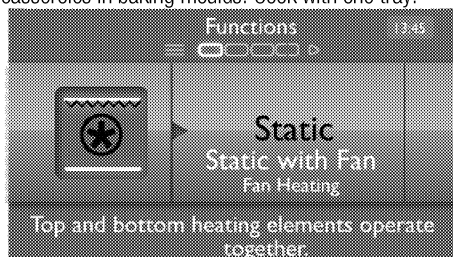 casseroles in baking moulds. Cook with one tray.
Functions 13:45
Static
Static with Fan
Fan Heating
Top and bottom heating elements operate
together.